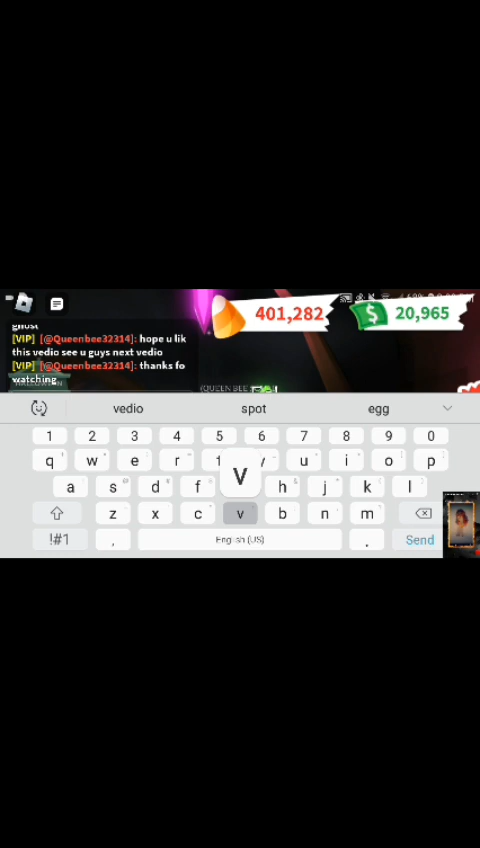 ghost
401,282
20,965
[VIP] [@Queenbee32314]: hope u lik
this vedio see u guys next vedio
[VIP] [@Queenbee32314]: thanks fo
watching
HALLOWEEN
QUEEN BEE
vedio spot egg
1 2 3 4 5 6 7 8 9 0
q w e r t y u i o p
a s d f v h j k l
z x c v b n m
!#1 , English (US) . Send